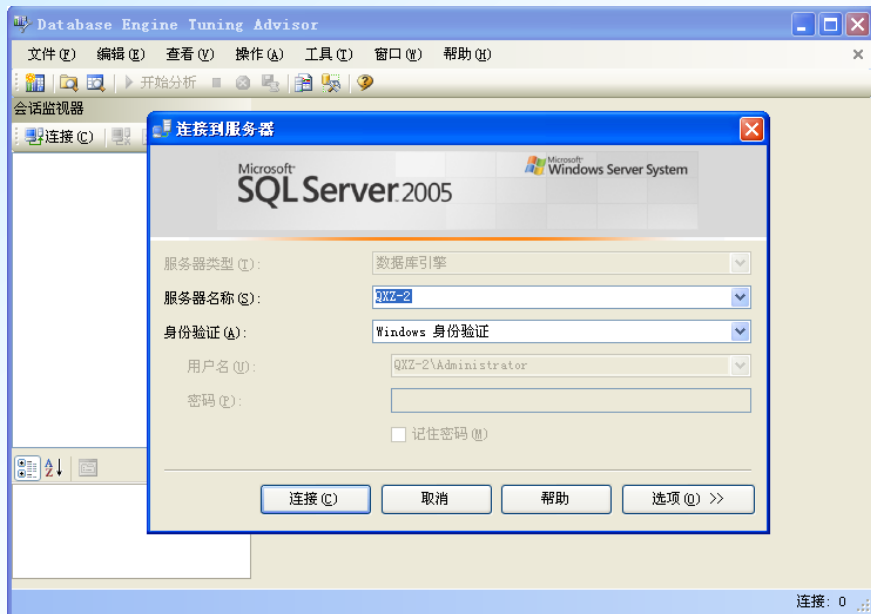 Database Engine Tuning Advisor
文件(F) 编辑(E) 查看(V) 操作(A) 工具(T) 窗口(W) 帮助(H)
开始分析
会话监视器
连接(C)
连接到服务器
Microsoft
SQL Server 2005
Microsoft
Windows Server System
服务器类型(T): 数据库引擎
服务器名称(S): QXZ-2
身份验证(A): Windows 身份验证
用户名(U): QXZ-2\Administrator
密码(P):
记住密码(M)
连接(C) 取消 帮助 选项(O) >>
连接: 0